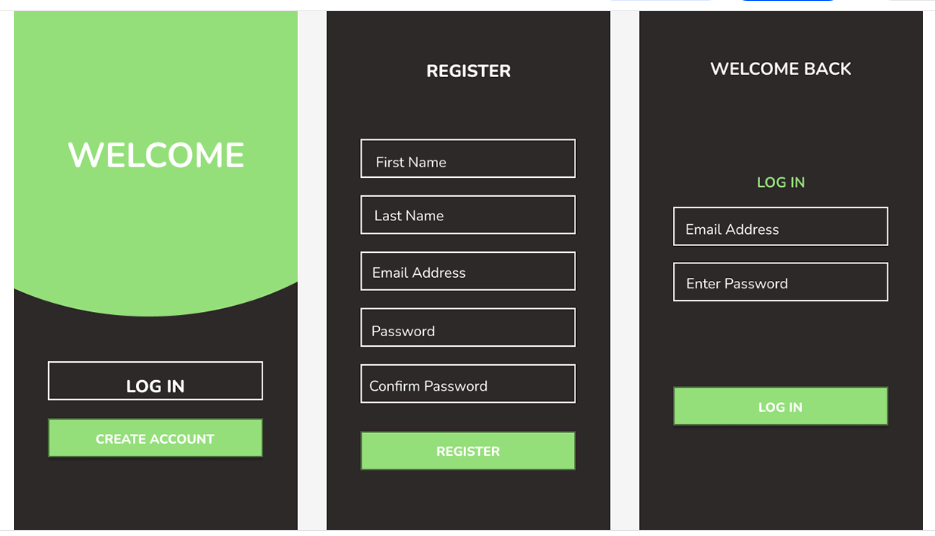 WELCOME
LOG IN
CREATE ACCOUNT
REGISTER
First Name
Last Name
Email Address
Password
Confirm Password
REGISTER
WELCOME BACK
LOG IN
Email Address
Enter Password
LOG IN